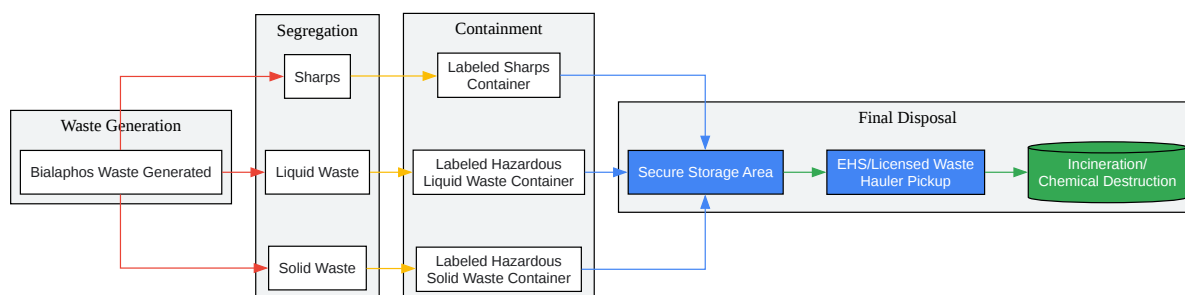 Segregation
Containment
Sharps
Labeled Sharps
Container
Waste Generation
Final Disposal
Bialaphos Waste Generated
Liquid Waste
Labeled Hazardous
Liquid Waste Container
Secure Storage Area
EHS/Licensed Waste
Hauler Pickup
Incineration/
Chemical Destruction
Solid Waste
Labeled Hazardous
Solid Waste Container